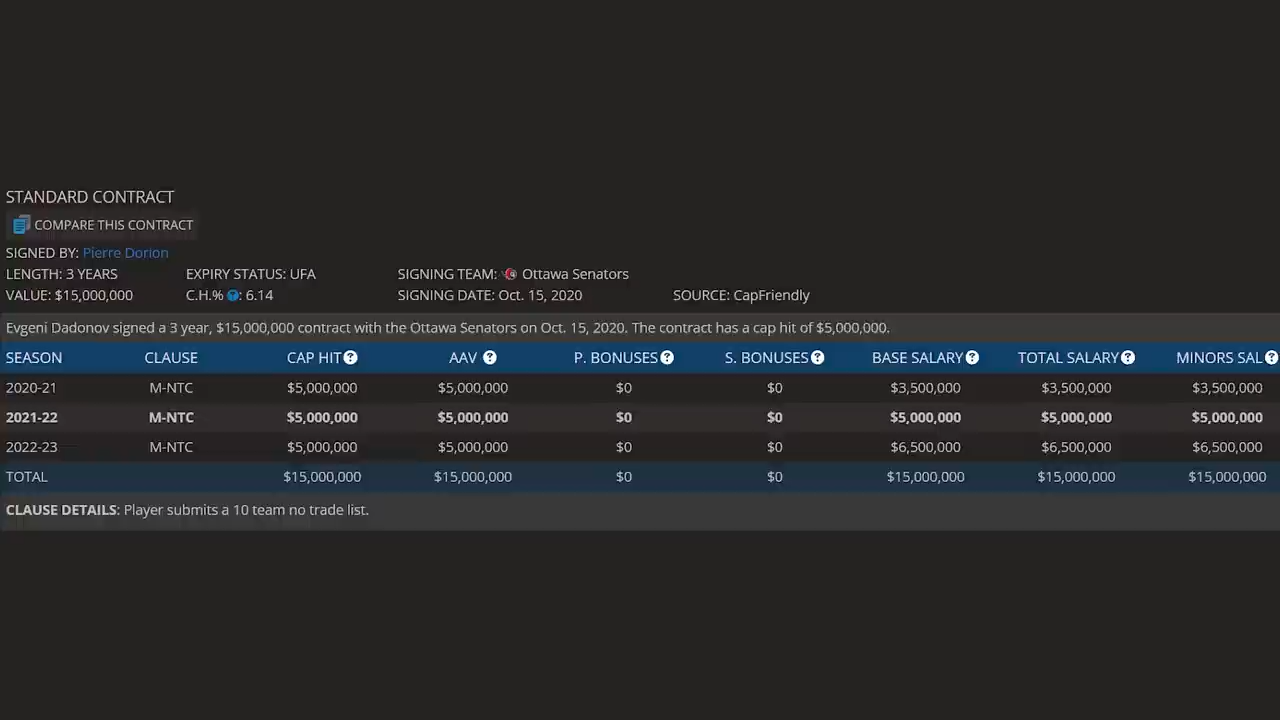 STANDARD CONTRACT
COMPARE THIS CONTRACT
SIGNED BY: Pierre Dorion
LENGTH: 3 YEARS EXPIRY STATUS: UFA SIGNING TEAM: Ottawa Senators
VALUE: $15,000,000 C.H.% ?: 6.14 SIGNING DATE: Oct. 15, 2020 SOURCE: CapFriendly
Evgeni Dadonov signed a 3 year, $15,000,000 contract with the Ottawa Senators on Oct. 15, 2020. The contract has a cap hit of $5,000,000.
SEASON CLAUSE CAP HIT ? AAV ? P. BONUSES ? S. BONUSES ? BASE SALARY ? TOTAL SALARY ? MINORS SAL ?
2020-21 M-NTC $5,000,000 $5,000,000 $0 $0 $3,500,000 $3,500,000 $3,500,000
2021-22 M-NTC $5,000,000 $5,000,000 $0 $0 $5,000,000 $5,000,000 $5,000,000
2022-23 M-NTC $5,000,000 $5,000,000 $0 $0 $6,500,000 $6,500,000 $6,500,000
TOTAL $15,000,000 $15,000,000 $0 $0 $15,000,000 $15,000,000 $15,000,000
CLAUSE DETAILS: Player submits a 10 team no trade list.